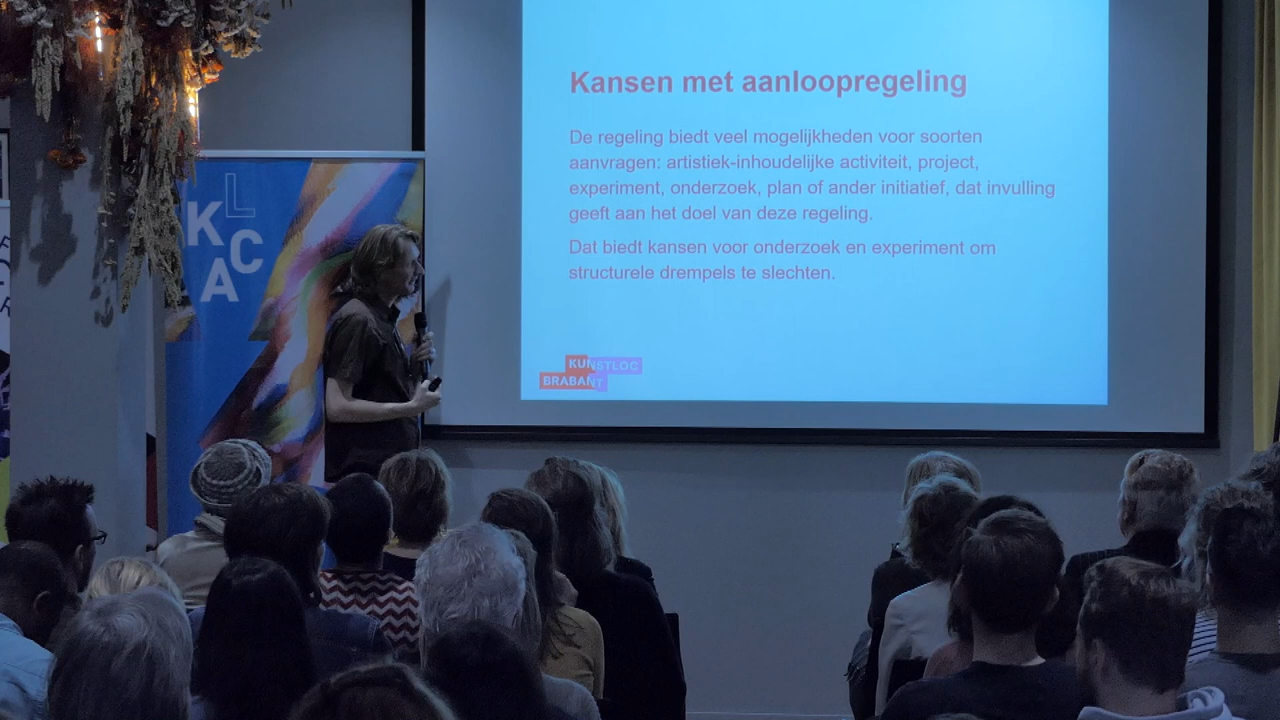 Kansen met aanloopregeling
De regeling biedt veel mogelijkheden voor soorten
aanvragen: artistiek-inhoudelijke activiteit, project,
experiment, onderzoek, plan of ander initiatief, dat invulling
geeft aan het doel van deze regeling.
Dat biedt kansen voor onderzoek en experiment om
structurele drempels te slechten.
KUNSTLOC
BRABANT
L
K
C
A